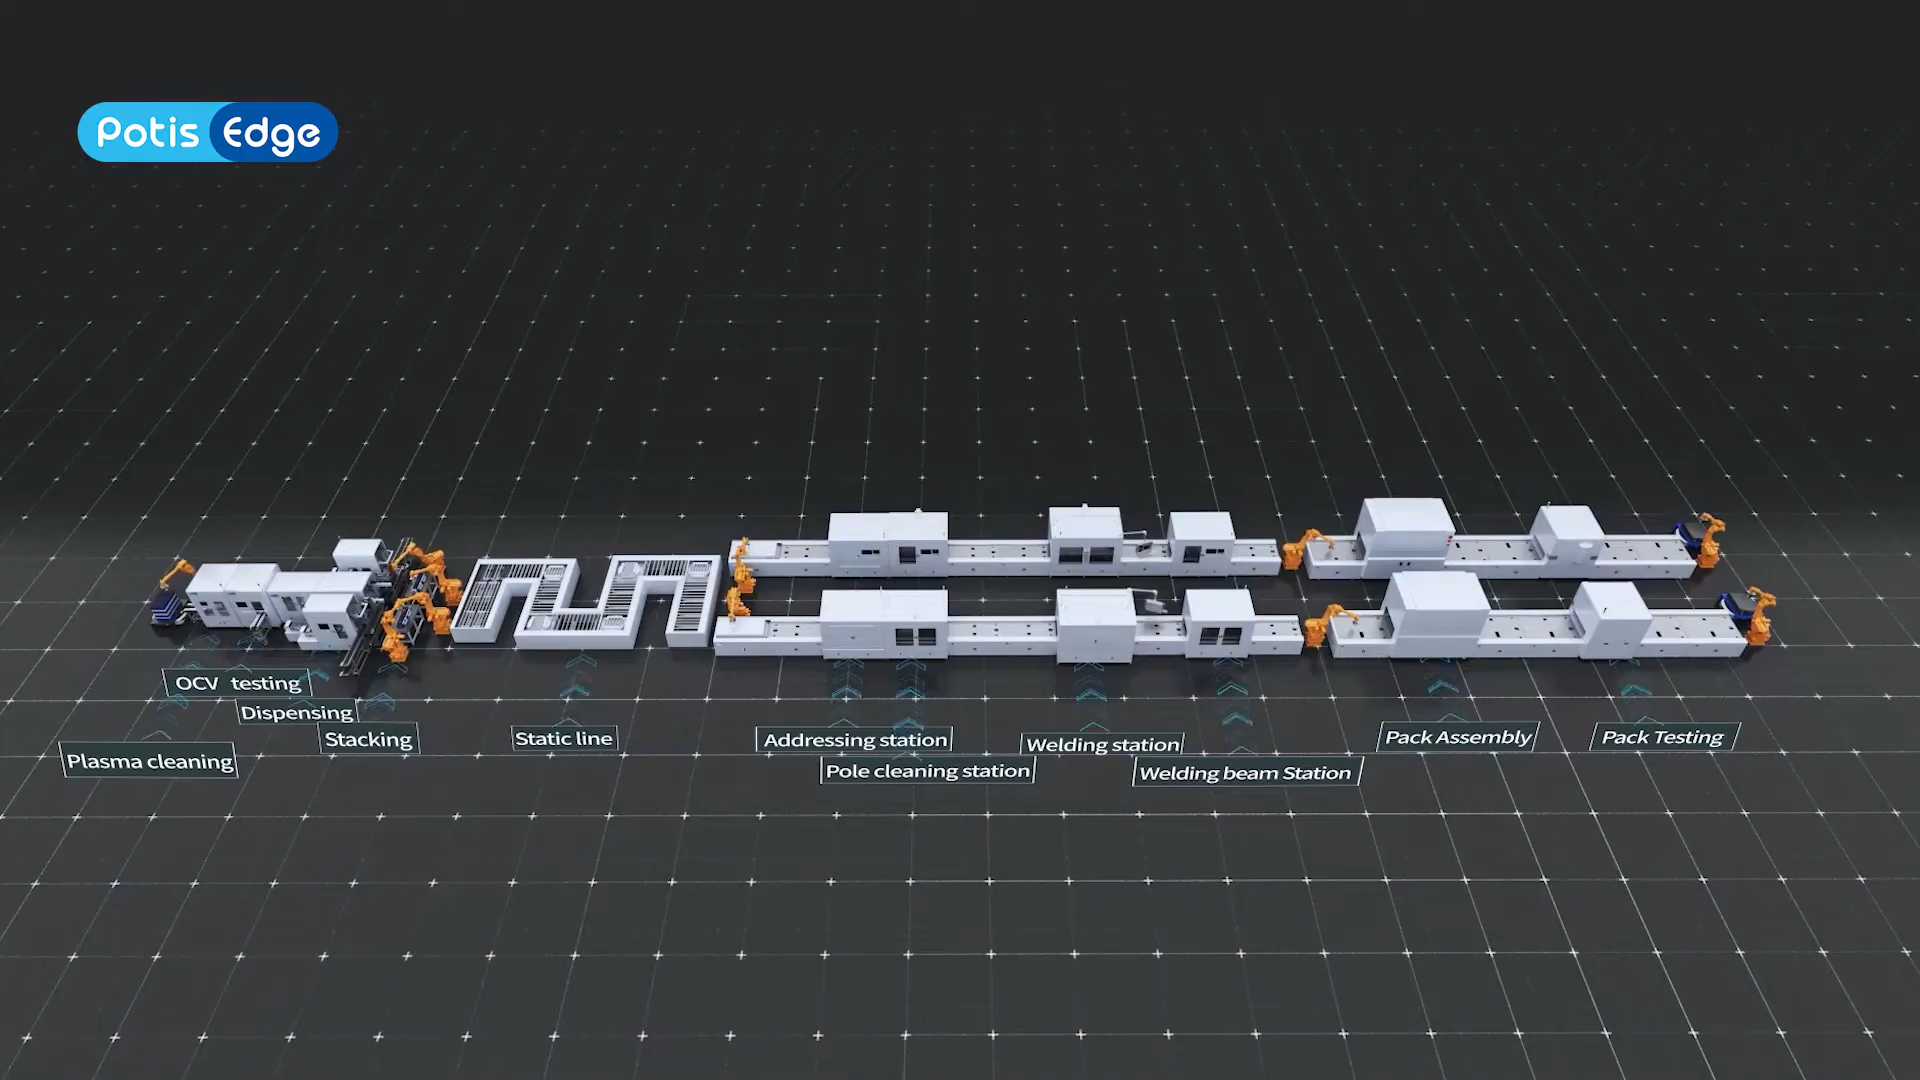 Potis Edge
OCV testing
Dispensing
Stacking
Plasma cleaning
Static line
Addressing station
Pole cleaning station
Welding station
Welding beam Station
Pack Assembly
Pack Testing